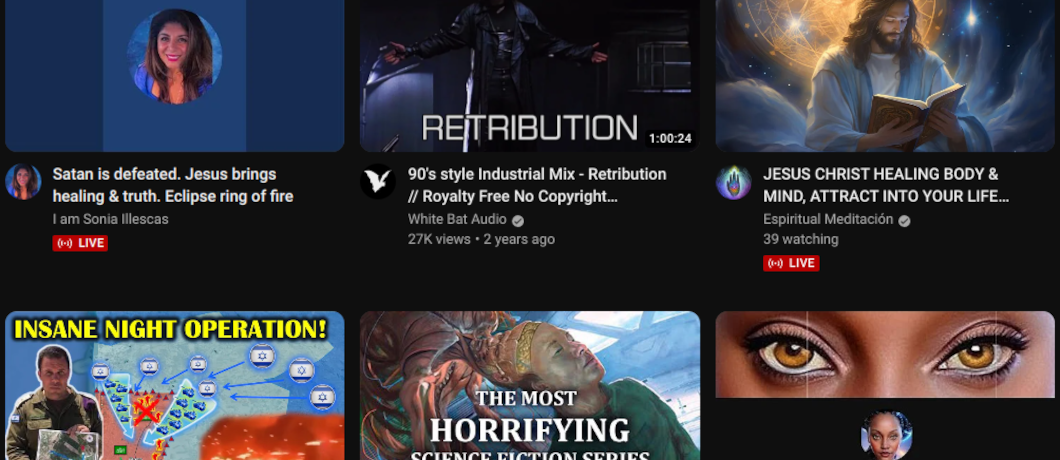 RETRIBUTION
1:00:24
Satan is defeated. Jesus brings
healing & truth. Eclipse ring of fire
I am Sonia Illescas
LIVE
90's style Industrial Mix - Retribution
// Royalty Free No Copyright...
White Bat Audio
27K views • 2 years ago
JESUS CHRIST HEALING BODY &
MIND, ATTRACT INTO YOUR LIFE...
Espiritual Meditación
39 watching
LIVE
INSANE NIGHT OPERATION!
THE MOST
HORRIFYING
SCIENCE FICTION SERIES